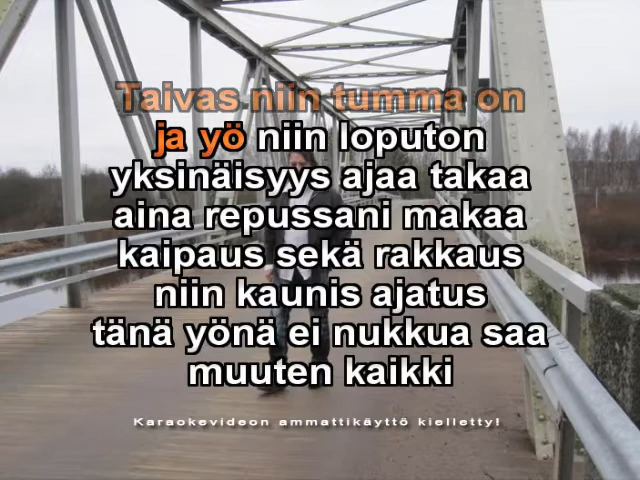 Taivas niin tumma on
ja yö niin loputon
yksinäisyys ajaa takaa
aina repussani makaa
kaipaus sekä rakkaus
niin kaunis ajatus
tänä yönä ei nukkua saa
muuten kaikki
Karaokevideon ammattikäyttö kielletty!